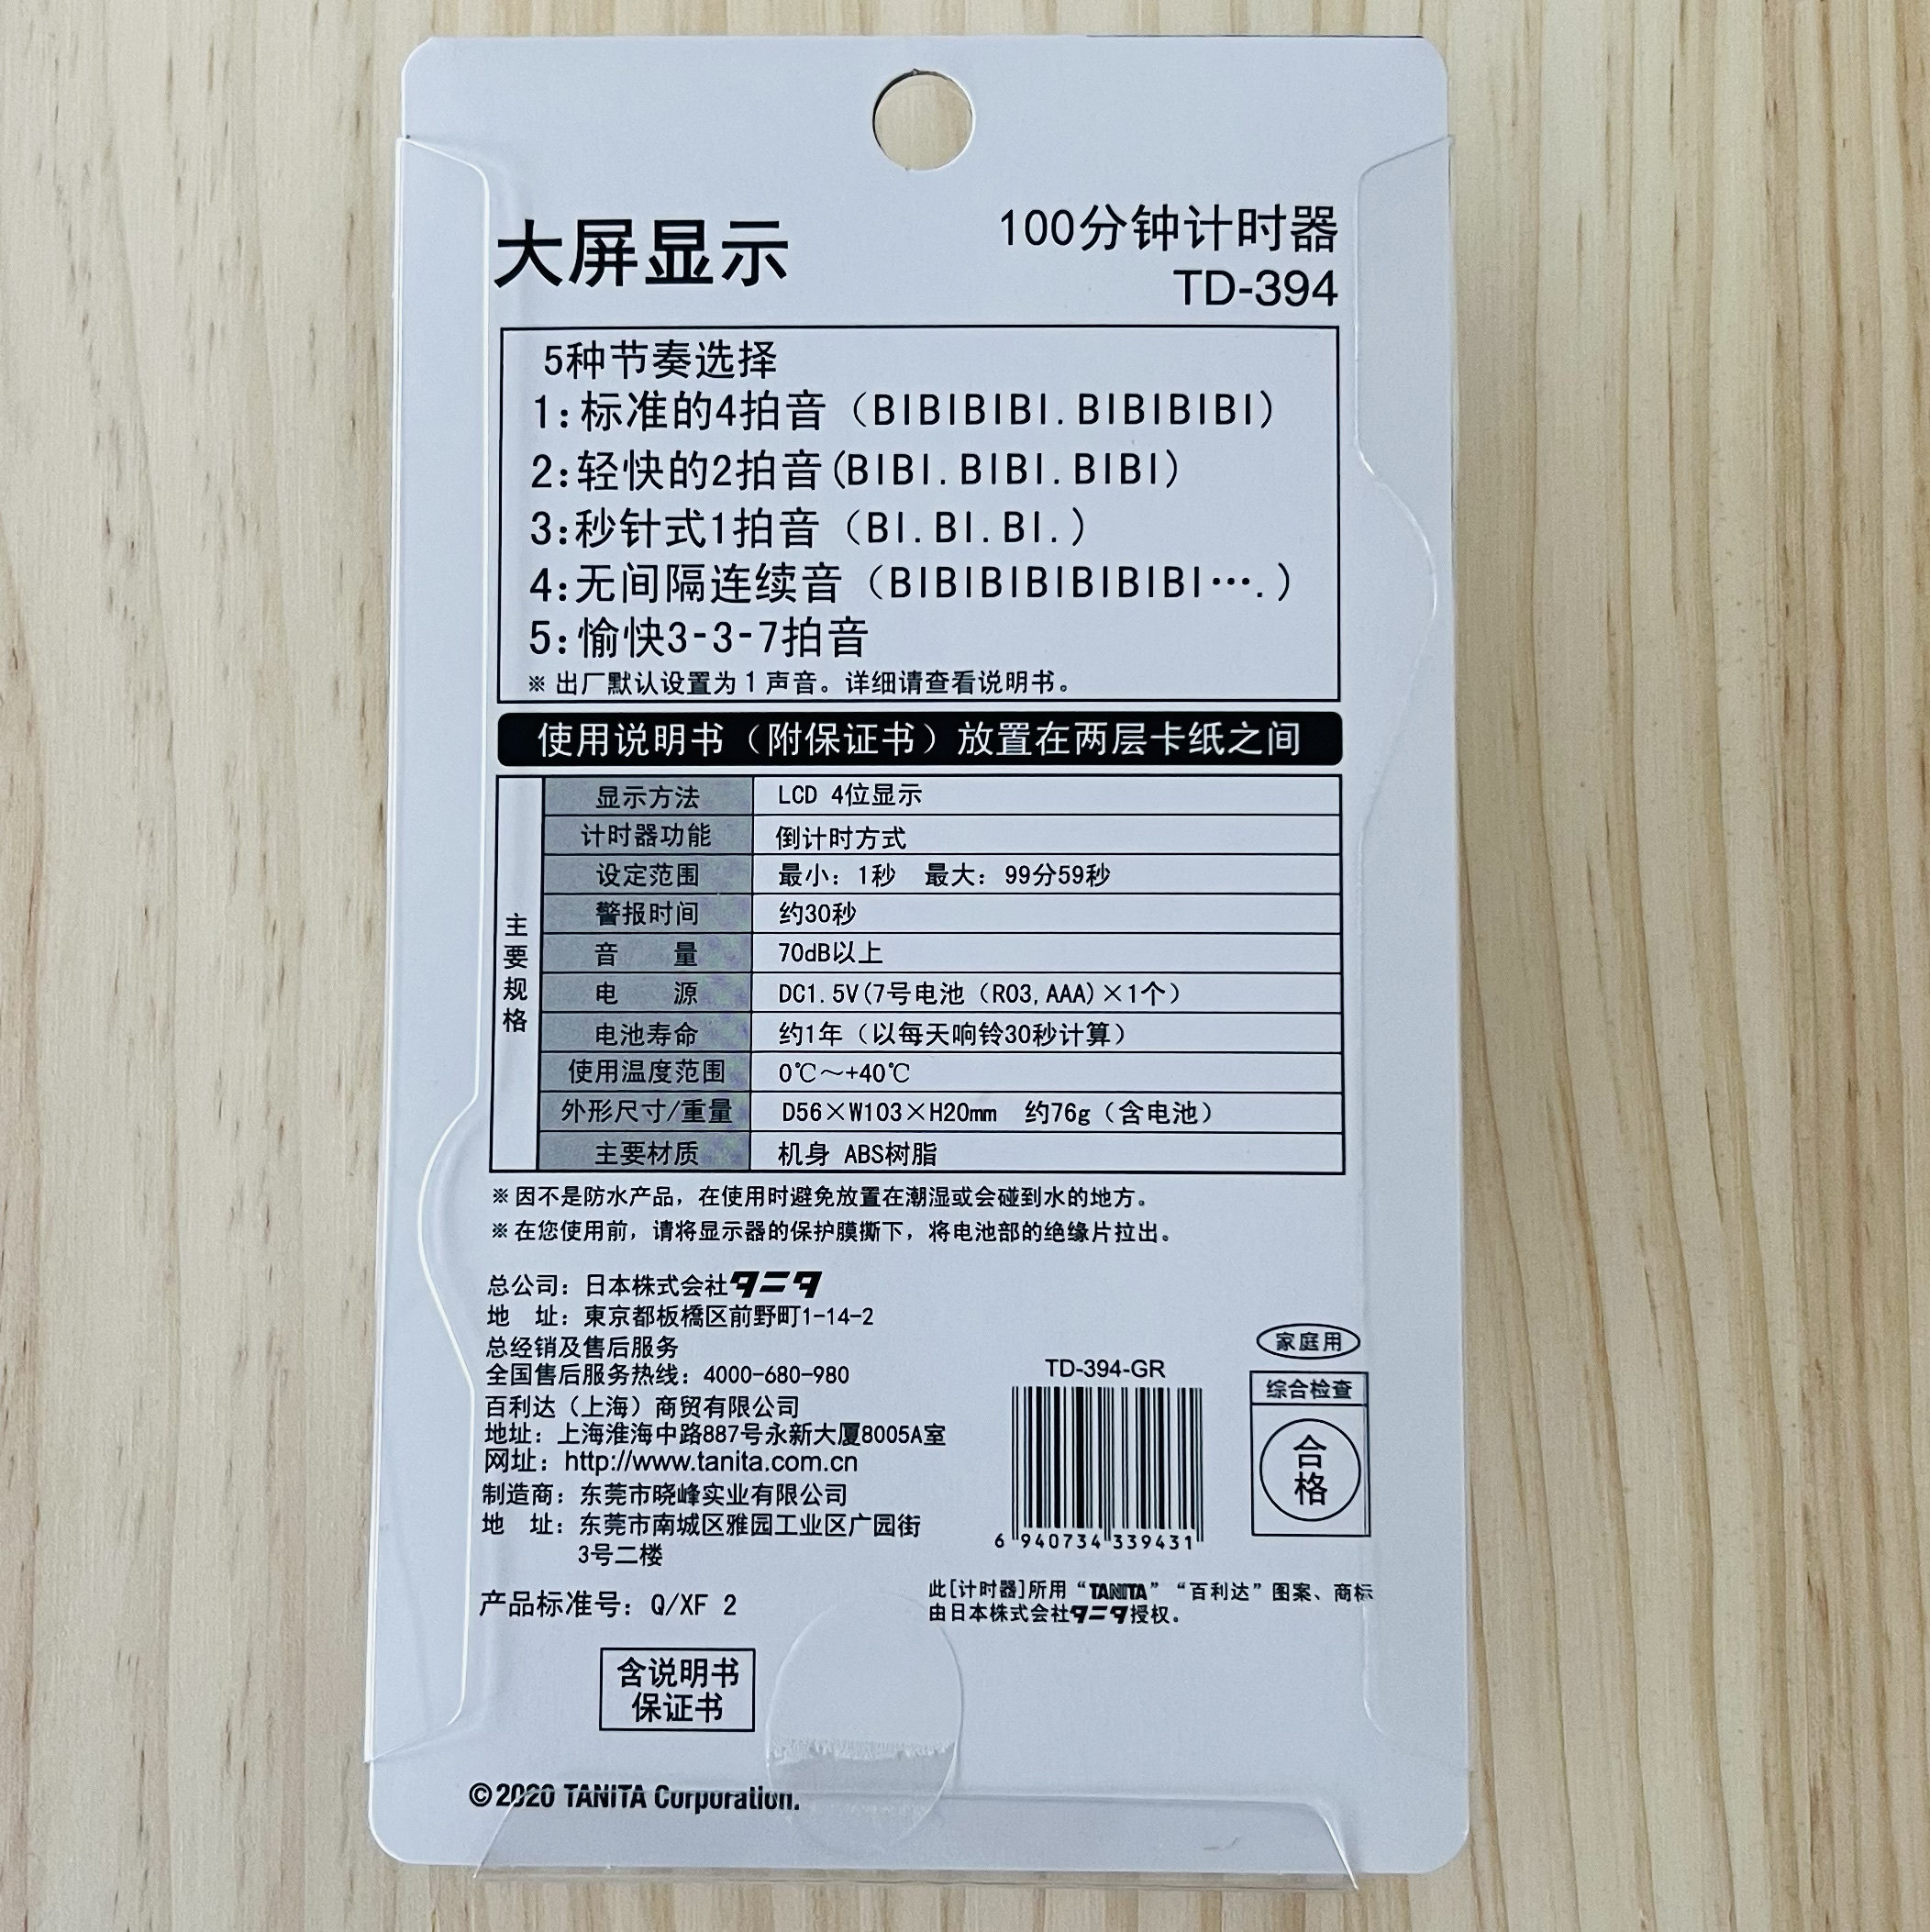 大屏显示
100分钟计时器
TD-394
5种节奏选择
1:标准的4拍音（BIBIBIBI.BIBIBIBI）
2:轻快的2拍音(BIBI.BIBI.BIBI)
3:秒针式1拍音（BI.BI.BI.）
4:无间隔连续音（BIBIBIBIBIBIBI….）
5:愉快3-3-7拍音
※出厂默认设置为1声音。详细请查看说明书。
使用说明书（附保证书）放置在两层卡纸之间
主要规格
显示方法 LCD 4位显示
计时器功能 倒计时方式
设定范围 最小：1秒 最大：99分59秒
警报时间 约30秒
音 量 70dB以上
电 源 DC1.5V(7号电池（R03,AAA)×1个）
电池寿命 约1年（以每天响铃30秒计算）
使用温度范围 0℃～+40℃
外形尺寸/重量 D56×W103×H20mm 约76g（含电池）
主要材质 机身 ABS树脂
※因不是防水产品，在使用时避免放置在潮湿或会碰到水的地方。
※在您使用前，请将显示器的保护膜撕下，将电池部的绝缘片拉出。
总公司：日本株式会社タニタ
地 址：東京都板橋区前野町1-14-2
总经销及售后服务
全国售后服务热线：4000-680-980
百利达（上海）商贸有限公司
地址：上海淮海中路887号永新大厦8005A室
网址：http://www.tanita.com.cn
制造商：东莞市晓峰实业有限公司
地 址：东莞市南城区雅园工业区广园街
3号二楼
产品标准号：Q/XF 2
TD-394-GR
6 940734 339431
家庭用
综合检查
合格
此[计时器]所用“TANITA”“百利达”图案、商标
由日本株式会社タニタ授权。
含说明书
保证书
©2020 TANITA Corporation.